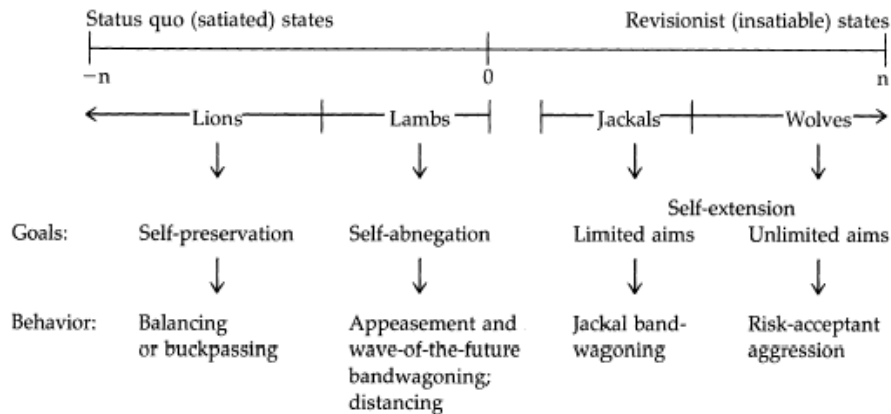 Status quo (satiated) states Revisionist (insatiable) states
−n 0 n
Lions Lambs Jackals Wolves
Self-extension
Goals: Self-preservation Self-abnegation Limited aims Unlimited aims
Behavior: Balancing Appeasement and Jackal band- Risk-acceptant
or buckpassing wave-of-the-future wagoning aggression
bandwagoning;
distancing